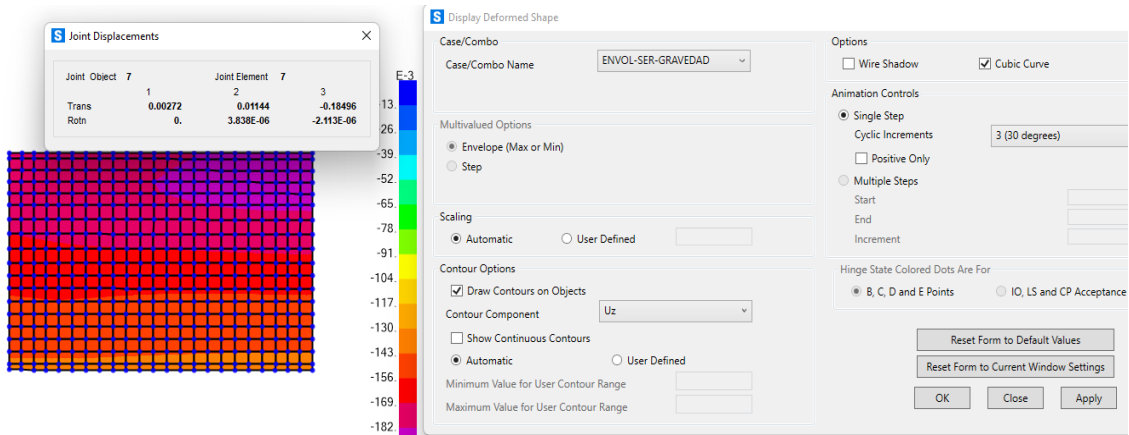 Joint Displacements
Joint Object 7 Joint Element 7
1 2 3
Trans 0.00272 0.01144 -0.18496
Rotn 0. 3.838E-06 -2.113E-06
E-3
13.
26.
-39.
-52.
-65.
-78.
-91.
-104.
-117.
-130.
-143.
-156.
-169.
-182.
Display Deformed Shape
Case/Combo
Case/Combo Name ENVOL-SER-GRAVEDAD
Multivalued Options
Envelope (Max or Min)
Step
Scaling
Automatic User Defined
Contour Options
Draw Contours on Objects
Contour Component Uz
Show Continuous Contours
Automatic User Defined
Minimum Value for User Contour Range
Maximum Value for User Contour Range
Options
Wire Shadow Cubic Curve
Animation Controls
Single Step
Cyclic Increments 3 (30 degrees)
Positive Only
Multiple Steps
Start
End
Increment
Hinge State Colored Dots Are For
B, C, D and E Points IO, LS and CP Acceptance
Reset Form to Default Values
Reset Form to Current Window Settings
OK Close Apply